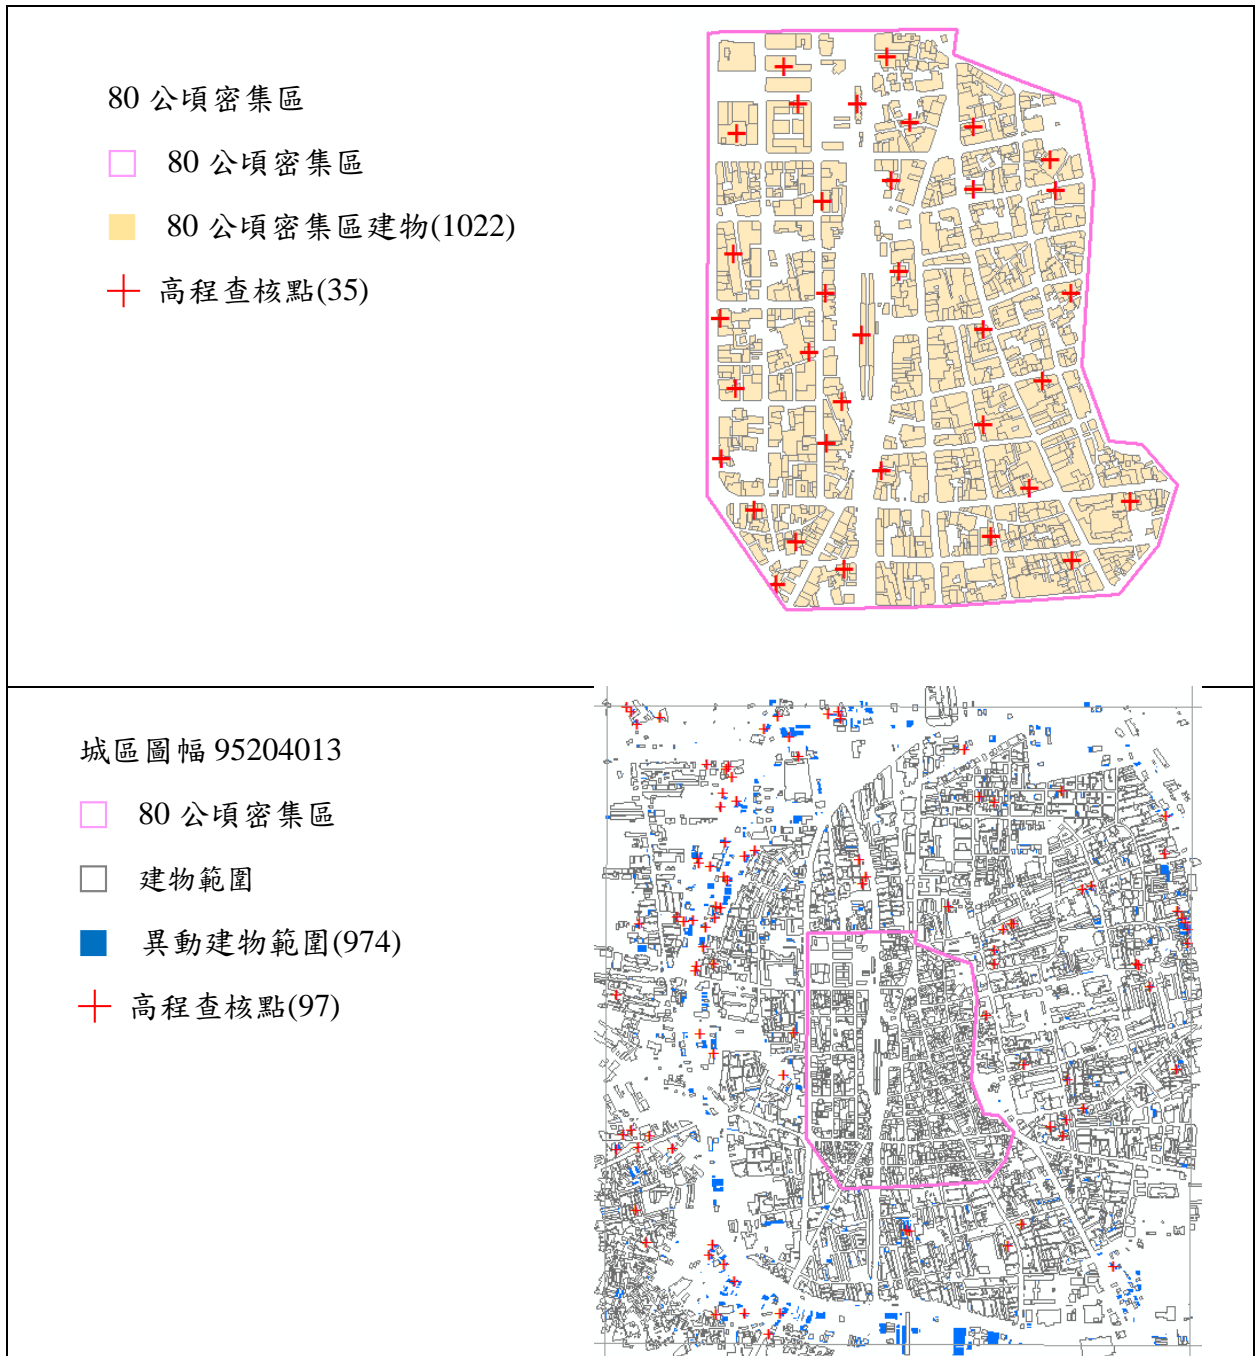 80 公頃密集區
80 公頃密集區
80 公頃密集區建物(1022)
高程查核點(35)
城區圖幅 95204013
80 公頃密集區
建物範圍
異動建物範圍(974)
高程查核點(97)